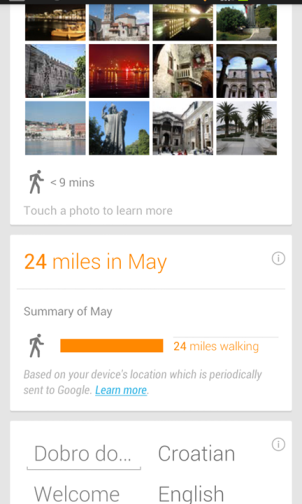 < 9 mins
Touch a photo to learn more
24 miles in May
Summary of May
24 miles walking
Based on your device's location which is periodically
sent to Google. Learn more.
Dobro do... Croatian
Welcome English